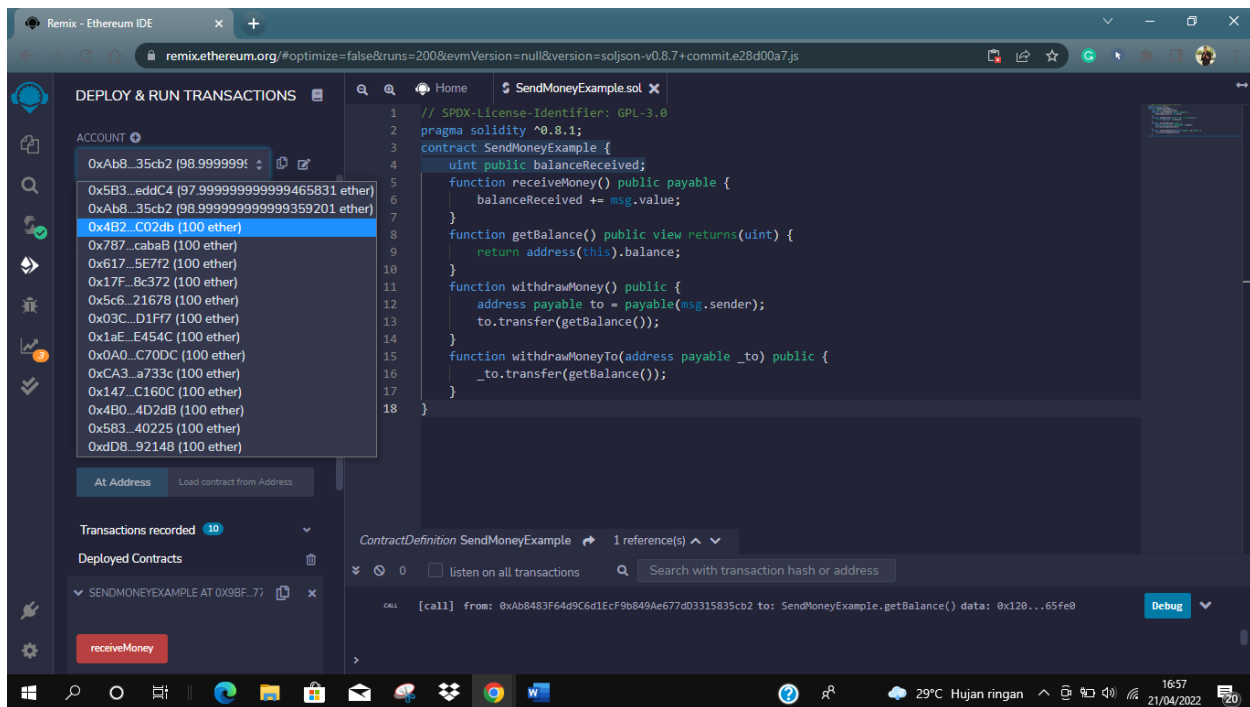 Remix - Ethereum IDE
remix.ethereum.org/#optimize=false&runs=200&evmVersion=null&version=soljson-v0.8.7+commit.e28d00a7.js
DEPLOY & RUN TRANSACTIONS
ACCOUNT
0xAb8...35cb2 (98.9999999
0x5B3...eddC4 (97.999999999999465831 ether)
0xAb8...35cb2 (98.999999999999359201 ether)
0x4B2...C02db (100 ether)
0x787...cabaB (100 ether)
0x617...5E7f2 (100 ether)
0x17F...8c372 (100 ether)
0x5c6...21678 (100 ether)
0x03C...D1Ff7 (100 ether)
0x1aE...E454C (100 ether)
0x0A0...C70DC (100 ether)
0xCA3...a733c (100 ether)
0x147...C160C (100 ether)
0x4B0...4D2dB (100 ether)
0x583...40225 (100 ether)
0xdD8...92148 (100 ether)
At Address Load contract from Address
Transactions recorded 10
Deployed Contracts
SENDMONEYEXAMPLE AT 0X9BF...77
receiveMoney
3
Home SendMoneyExample.sol
1 // SPDX-License-Identifier: GPL-3.0
2 pragma solidity ^0.8.1;
3 contract SendMoneyExample {
4 uint public balanceReceived;
5 function receiveMoney() public payable {
6 balanceReceived += msg.value;
7 }
8 function getBalance() public view returns(uint) {
9 return address(this).balance;
10 }
11 function withdrawMoney() public {
12 address payable to = payable(msg.sender);
13 to.transfer(getBalance());
14 }
15 function withdrawMoneyTo(address payable _to) public {
16 _to.transfer(getBalance());
17 }
18 }
ContractDefinition SendMoneyExample 1 reference(s)
0 listen on all transactions Search with transaction hash or address
CALL [call] from: 0xAb8483F64d9C6d1EcF9b849Ae677dD3315835cb2 to: SendMoneyExample.getBalance() data: 0x120...65fe0 Debug
>
29°C Hujan ringan
16:57
21/04/2022
20